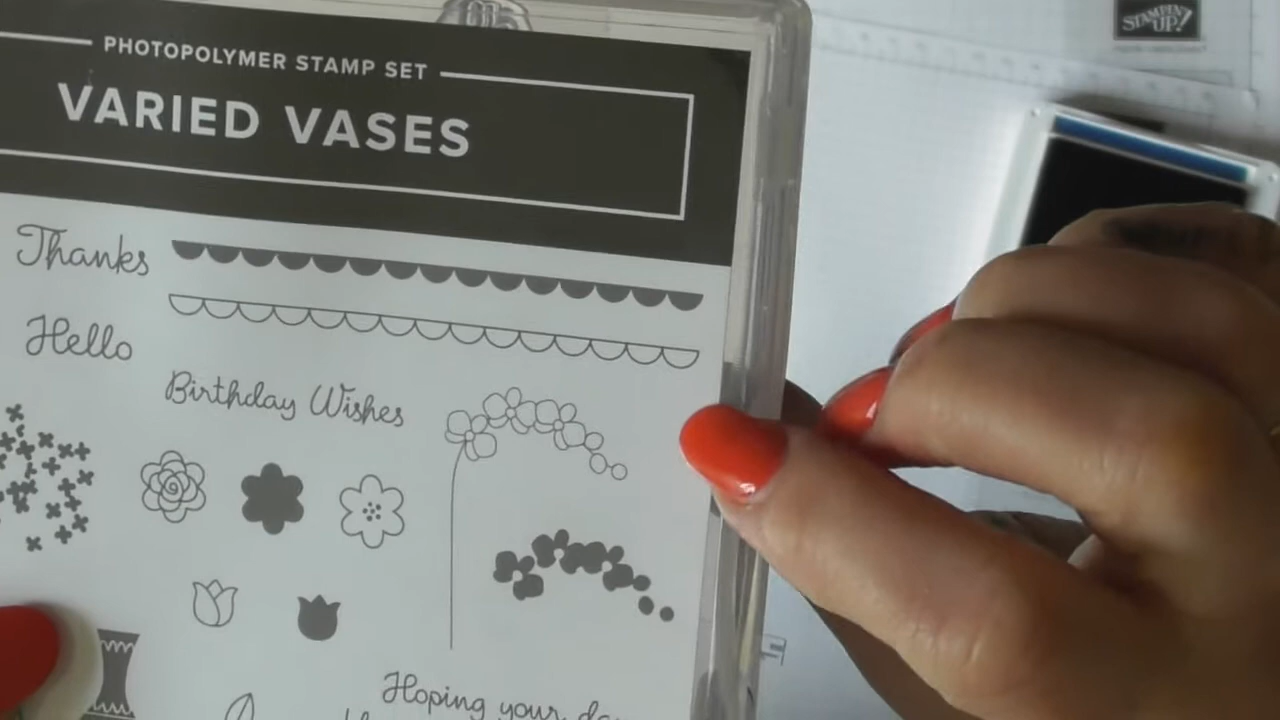 STAMPIN' UP!
PHOTOPOLYMER STAMP SET
VARIED VASES
Thanks
Hello
Birthday Wishes
Hoping your